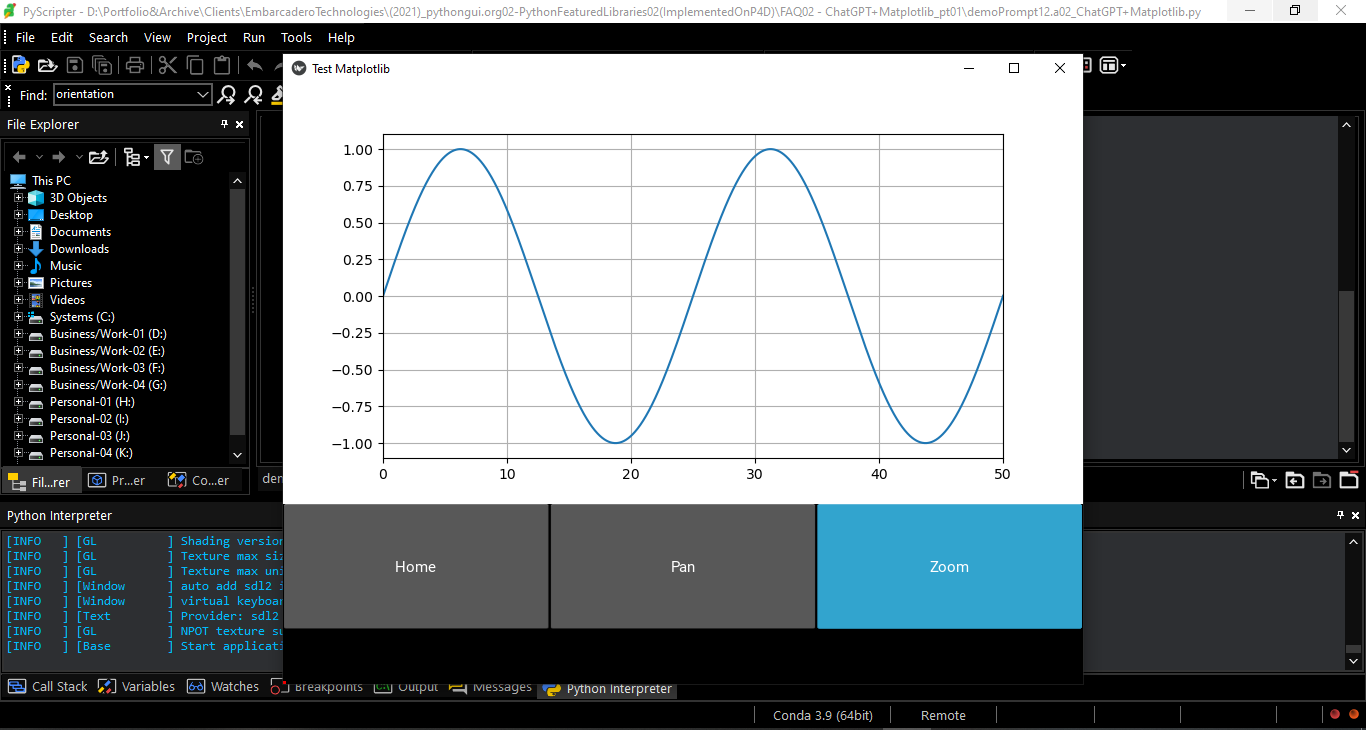 PyScripter - D:\Portfolio&Archive\Clients\EmbarcaderoTechnologies\(2021)_pythongui.org02-PythonFeaturedLibraries02(ImplementedOnP4D)\FAQ02 - ChatGPT+Matplotlib_pt01\demoPrompt12.a02_ChatGPT+Matplotlib.py
File Edit Search View Project Run Tools Help
Find: orientation
File Explorer
This PC
3D Objects
Desktop
Documents
Downloads
Music
Pictures
Videos
Systems (C:)
Business/Work-01 (D:)
Business/Work-02 (E:)
Business/Work-03 (F:)
Business/Work-04 (G:)
Personal-01 (H:)
Personal-02 (I:)
Personal-03 (J:)
Personal-04 (K:)
Fil...rer Pr...er Co...er
Test Matplotlib
1.00
0.75
0.50
0.25
0.00
−0.25
−0.50
−0.75
−1.00
0 10 20 30 40 50
Home Pan Zoom
Python Interpreter
[INFO ] [GL ] Shading version
[INFO ] [GL ] Texture max
[INFO ] [GL ] Texture max
[INFO ] [Window ] auto add sdl2
[INFO ] [Window ] virtual
[INFO ] [Text ] Provider: sdl2
[INFO ] [GL ] NPOT texture
[INFO ] [Base ] Start
Call Stack Variables Watches Breakpoints Output Messages Python Interpreter
Conda 3.9 (64bit) Remote